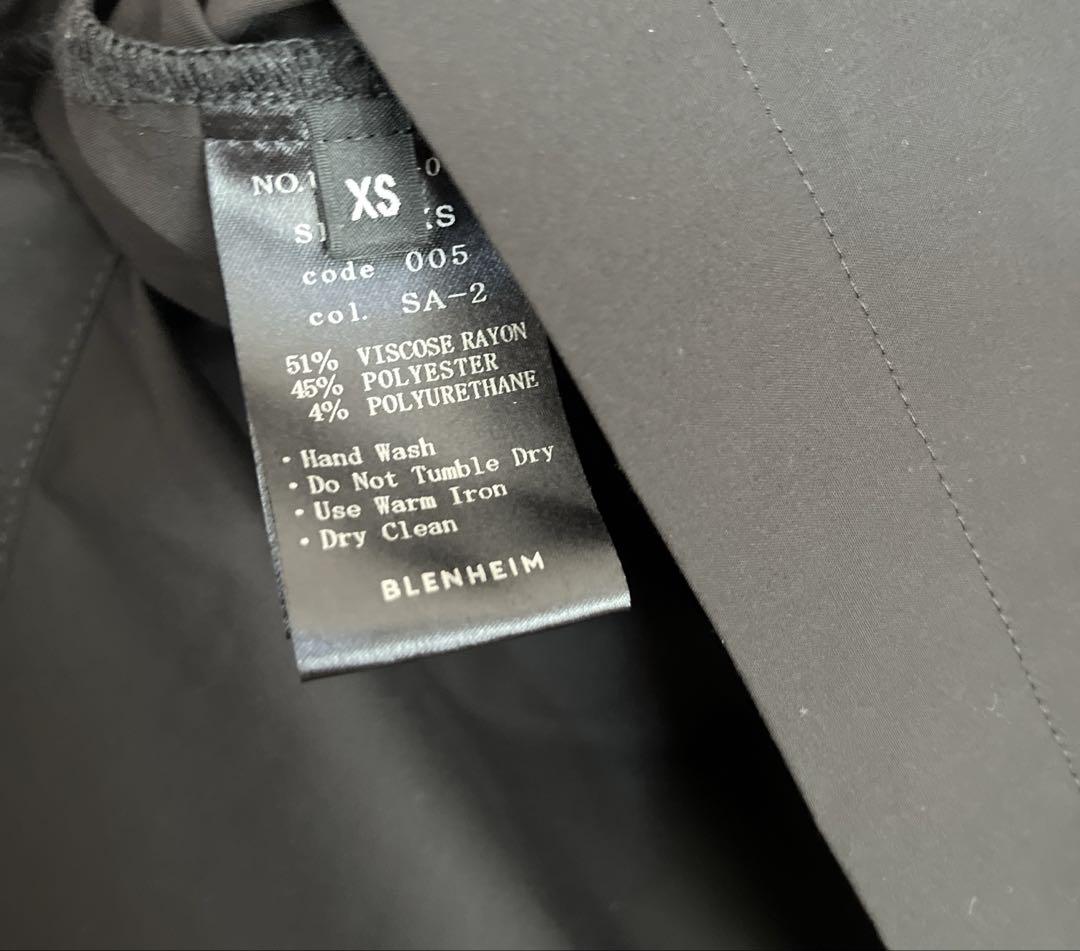 NO.
XS
code 005
col. SA-2
51% VISCOSE RAYON
45% POLYESTER
4% POLYURETHANE
・Hand Wash
・Do Not Tumble Dry
・Use Warm Iron
・Dry Clean
BLENHEIM